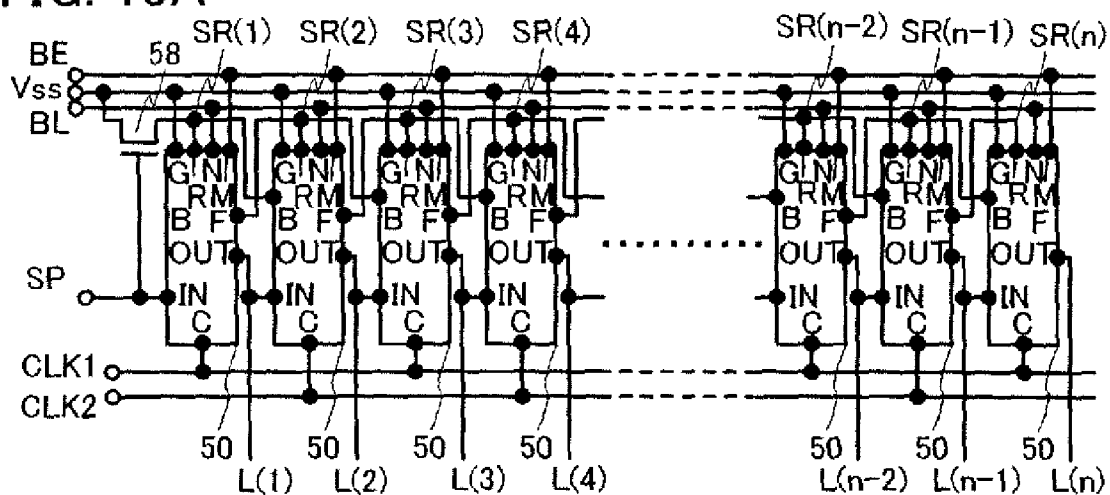 FIG. 10A
SR(1) SR(2) SR(3) SR(4) SR(n-2) SR(n-1) SR(n)
BE 58
Vss
BL
G N G N G N G N G N G N G N
R M R M R M R M R M R M R M
B F B F B F B F B F B F B F
OUT OUT OUT OUT OUT OUT OUT
SP IN IN IN IN IN IN IN
C C C C C C C
CLK1
CLK2
50 50 50 50 50 50 50
L(1) L(2) L(3) L(4) L(n-2) L(n-1) L(n)